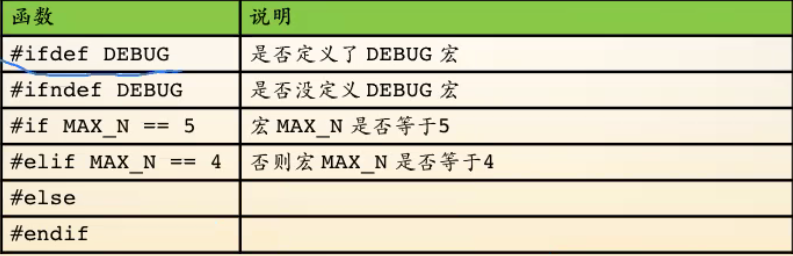 函数 说明
#ifdef DEBUG 是否定义了 DEBUG 宏
#ifndef DEBUG 是否没定义 DEBUG 宏
#if MAX_N == 5 宏 MAX_N 是否等于5
#elif MAX_N == 4 否则宏 MAX_N 是否等于4
#else
#endif